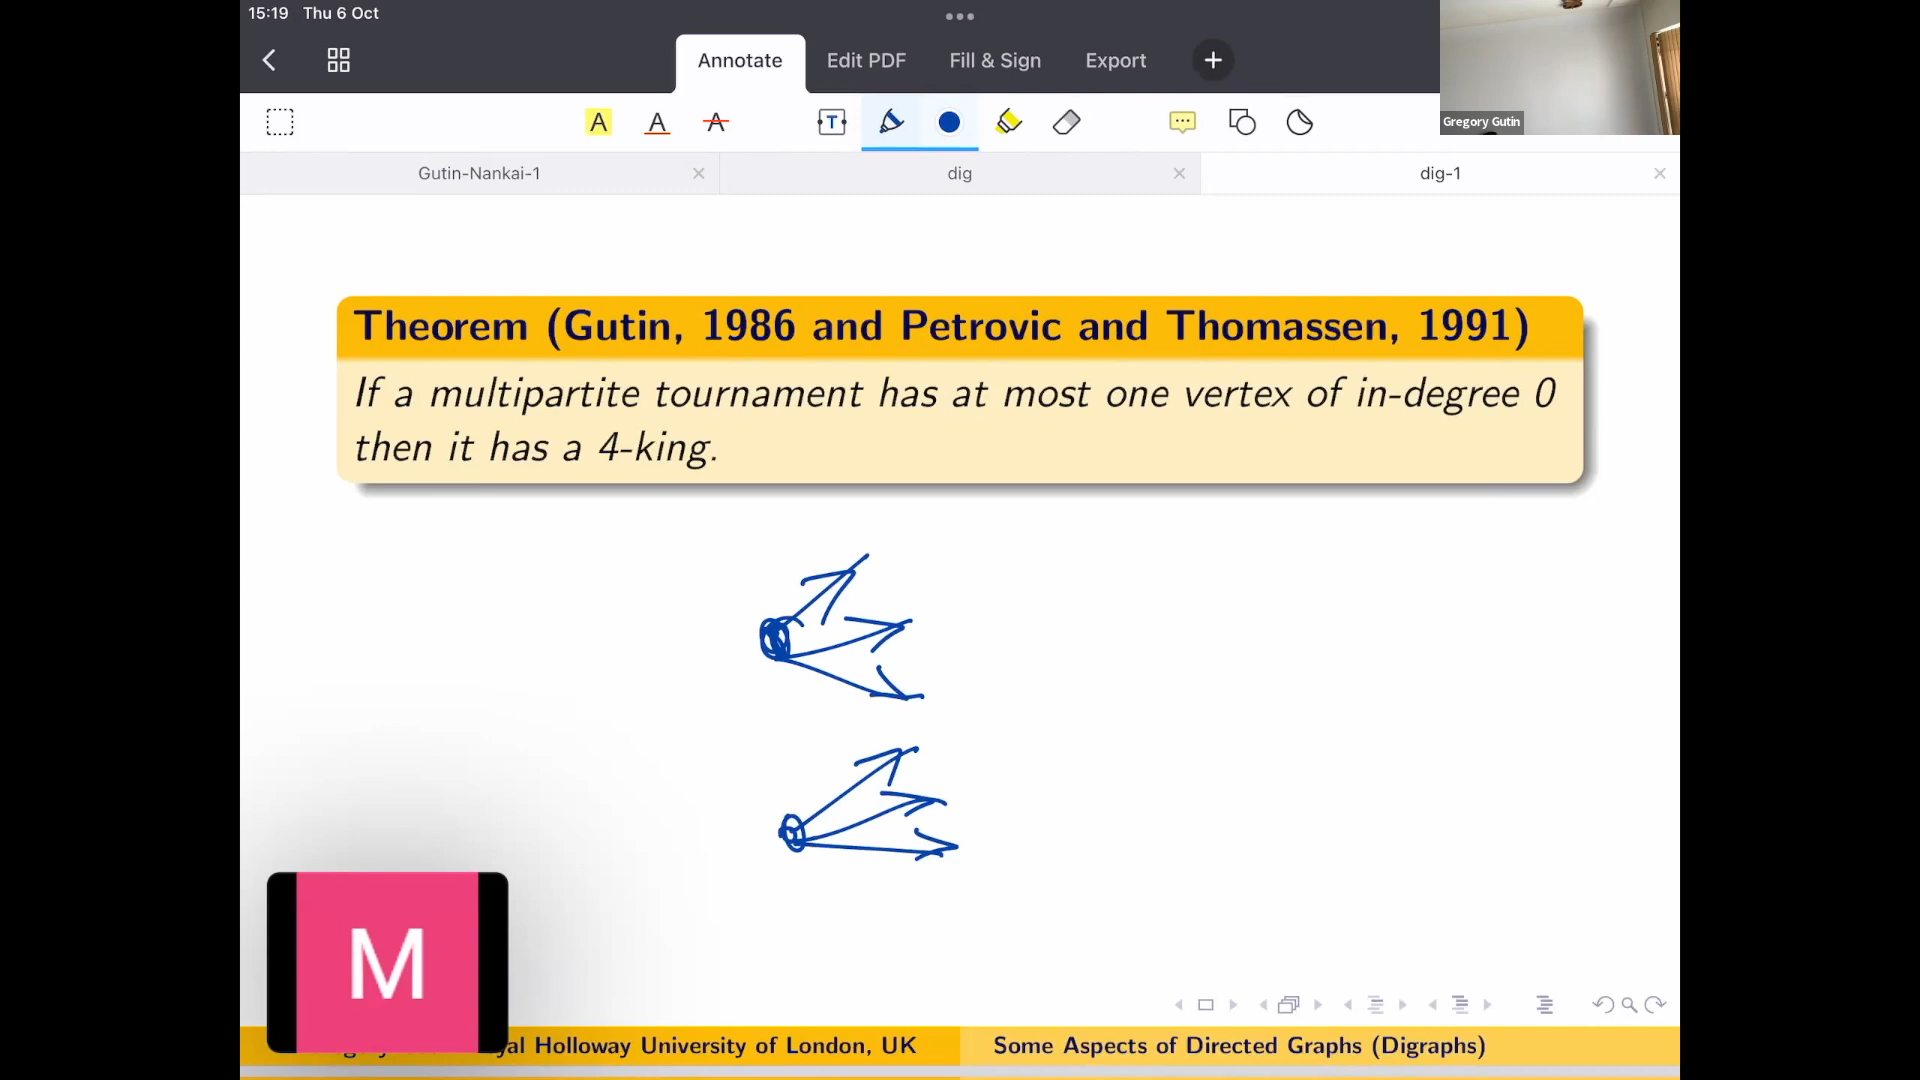 15:19 Thu 6 Oct
Annotate Edit PDF Fill & Sign Export
A A A T
Gregory Gutin
Gutin-Nankai-1 dig dig-1
Theorem (Gutin, 1986 and Petrovic and Thomassen, 1991)
If a multipartite tournament has at most one vertex of in-degree 0
then it has a 4-king.
M
Holloway University of London, UK Some Aspects of Directed Graphs (Digraphs)